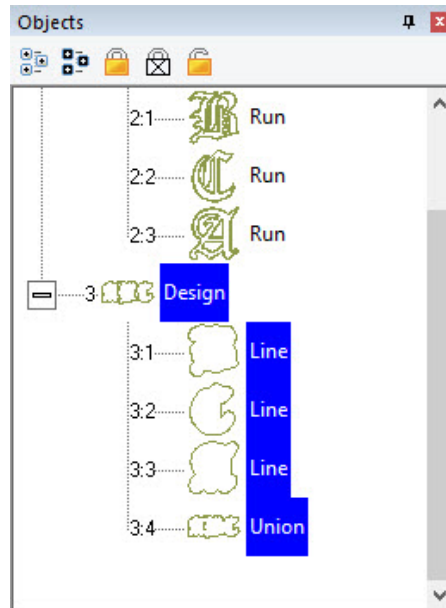 Objects
2:1 B Run
2:2 C Run
2:3 A Run
3 Design
3:1 Line
3:2 Line
3:3 Line
3:4 Union